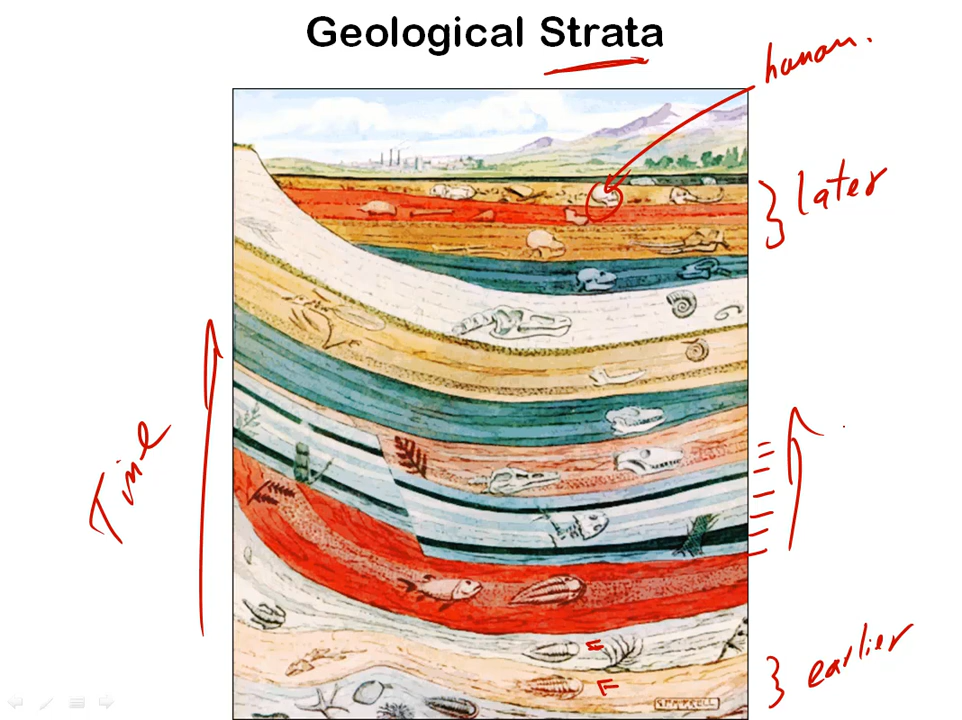 Geological Strata
human.
later
Time
earlier